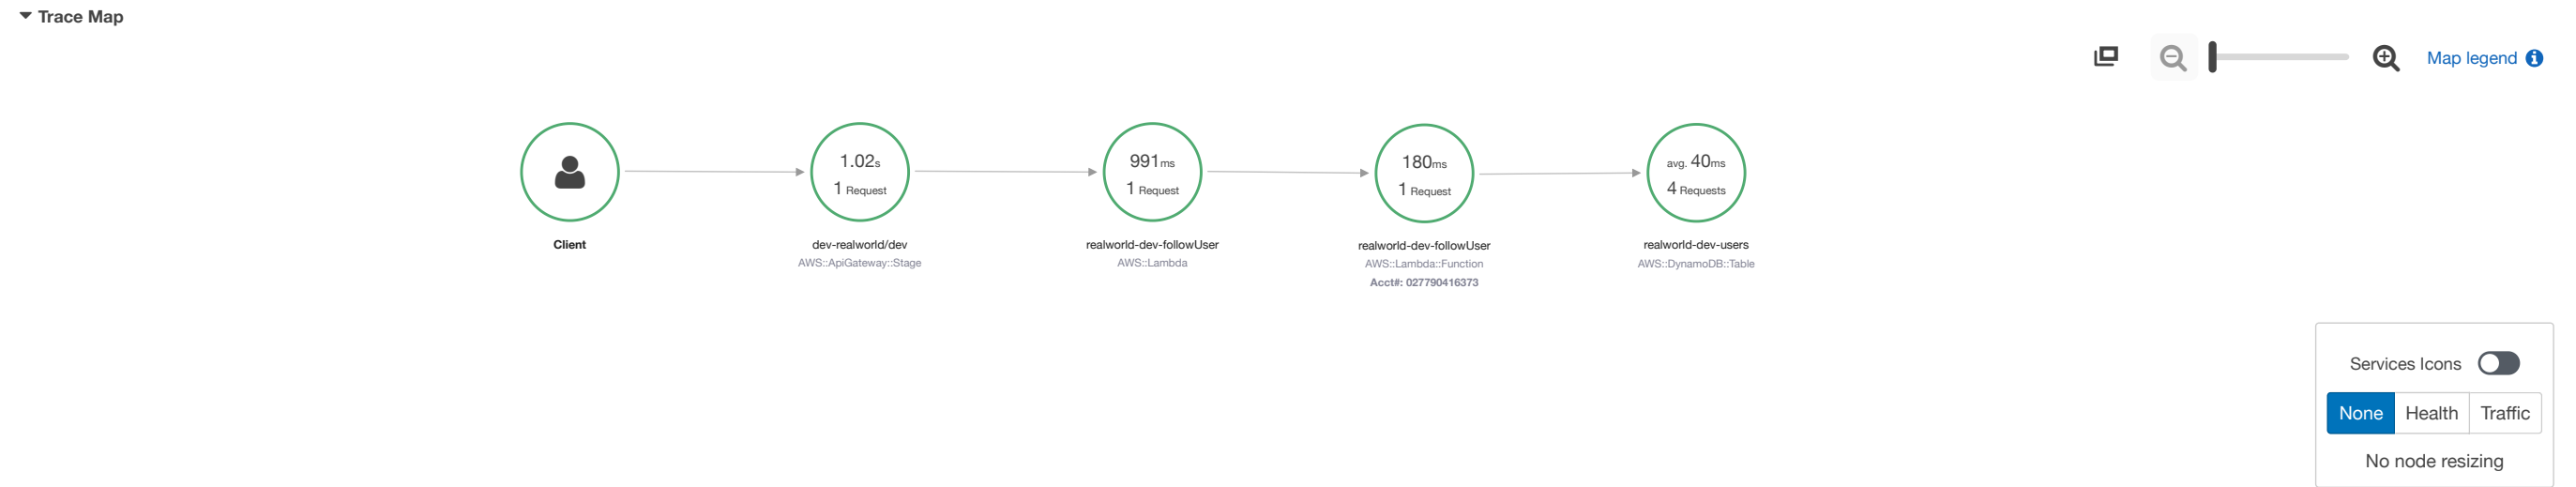 Trace Map
Map legend
1.02s
1 Request
991ms
1 Request
180ms
1 Request
avg. 40ms
4 Requests
Client
dev-realworld/dev
AWS::ApiGateway::Stage
realworld-dev-followUser
AWS::Lambda
realworld-dev-followUser
AWS::Lambda::Function
Acct#: 027790416373
realworld-dev-users
AWS::DynamoDB::Table
Services Icons
None Health Traffic
No node resizing